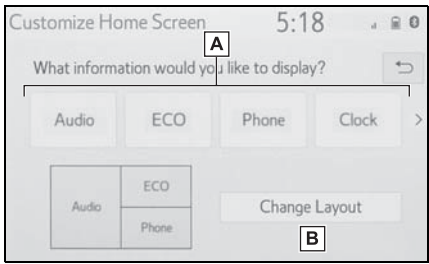 Customize Home Screen 5:18
A
What information would you like to display?
Audio ECO Phone Clock >
Audio ECO
Phone
Change Layout
B